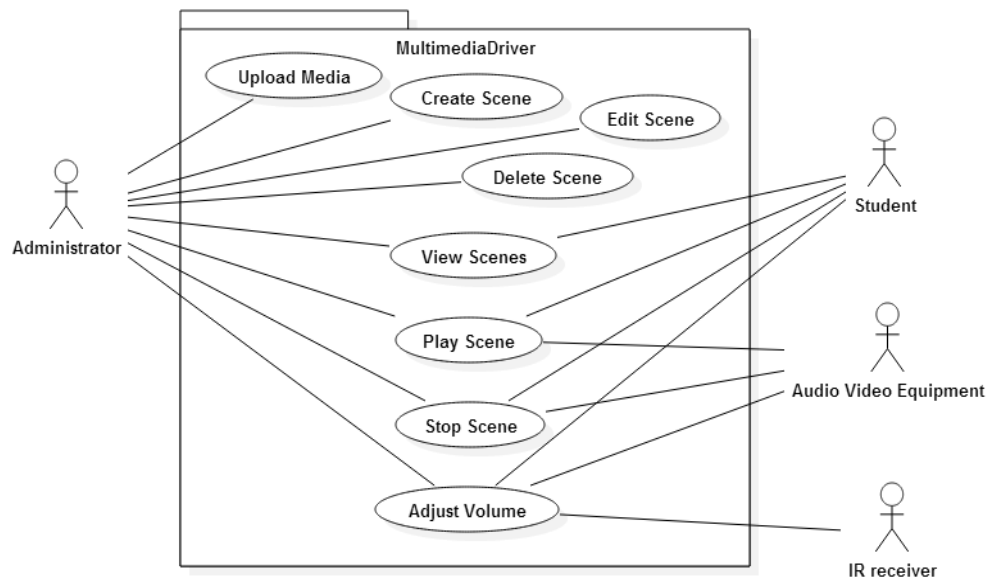 MultimediaDriver
Upload Media
Create Scene
Edit Scene
Delete Scene
View Scenes
Play Scene
Stop Scene
Adjust Volume
Administrator
Student
Audio Video Equipment
IR receiver